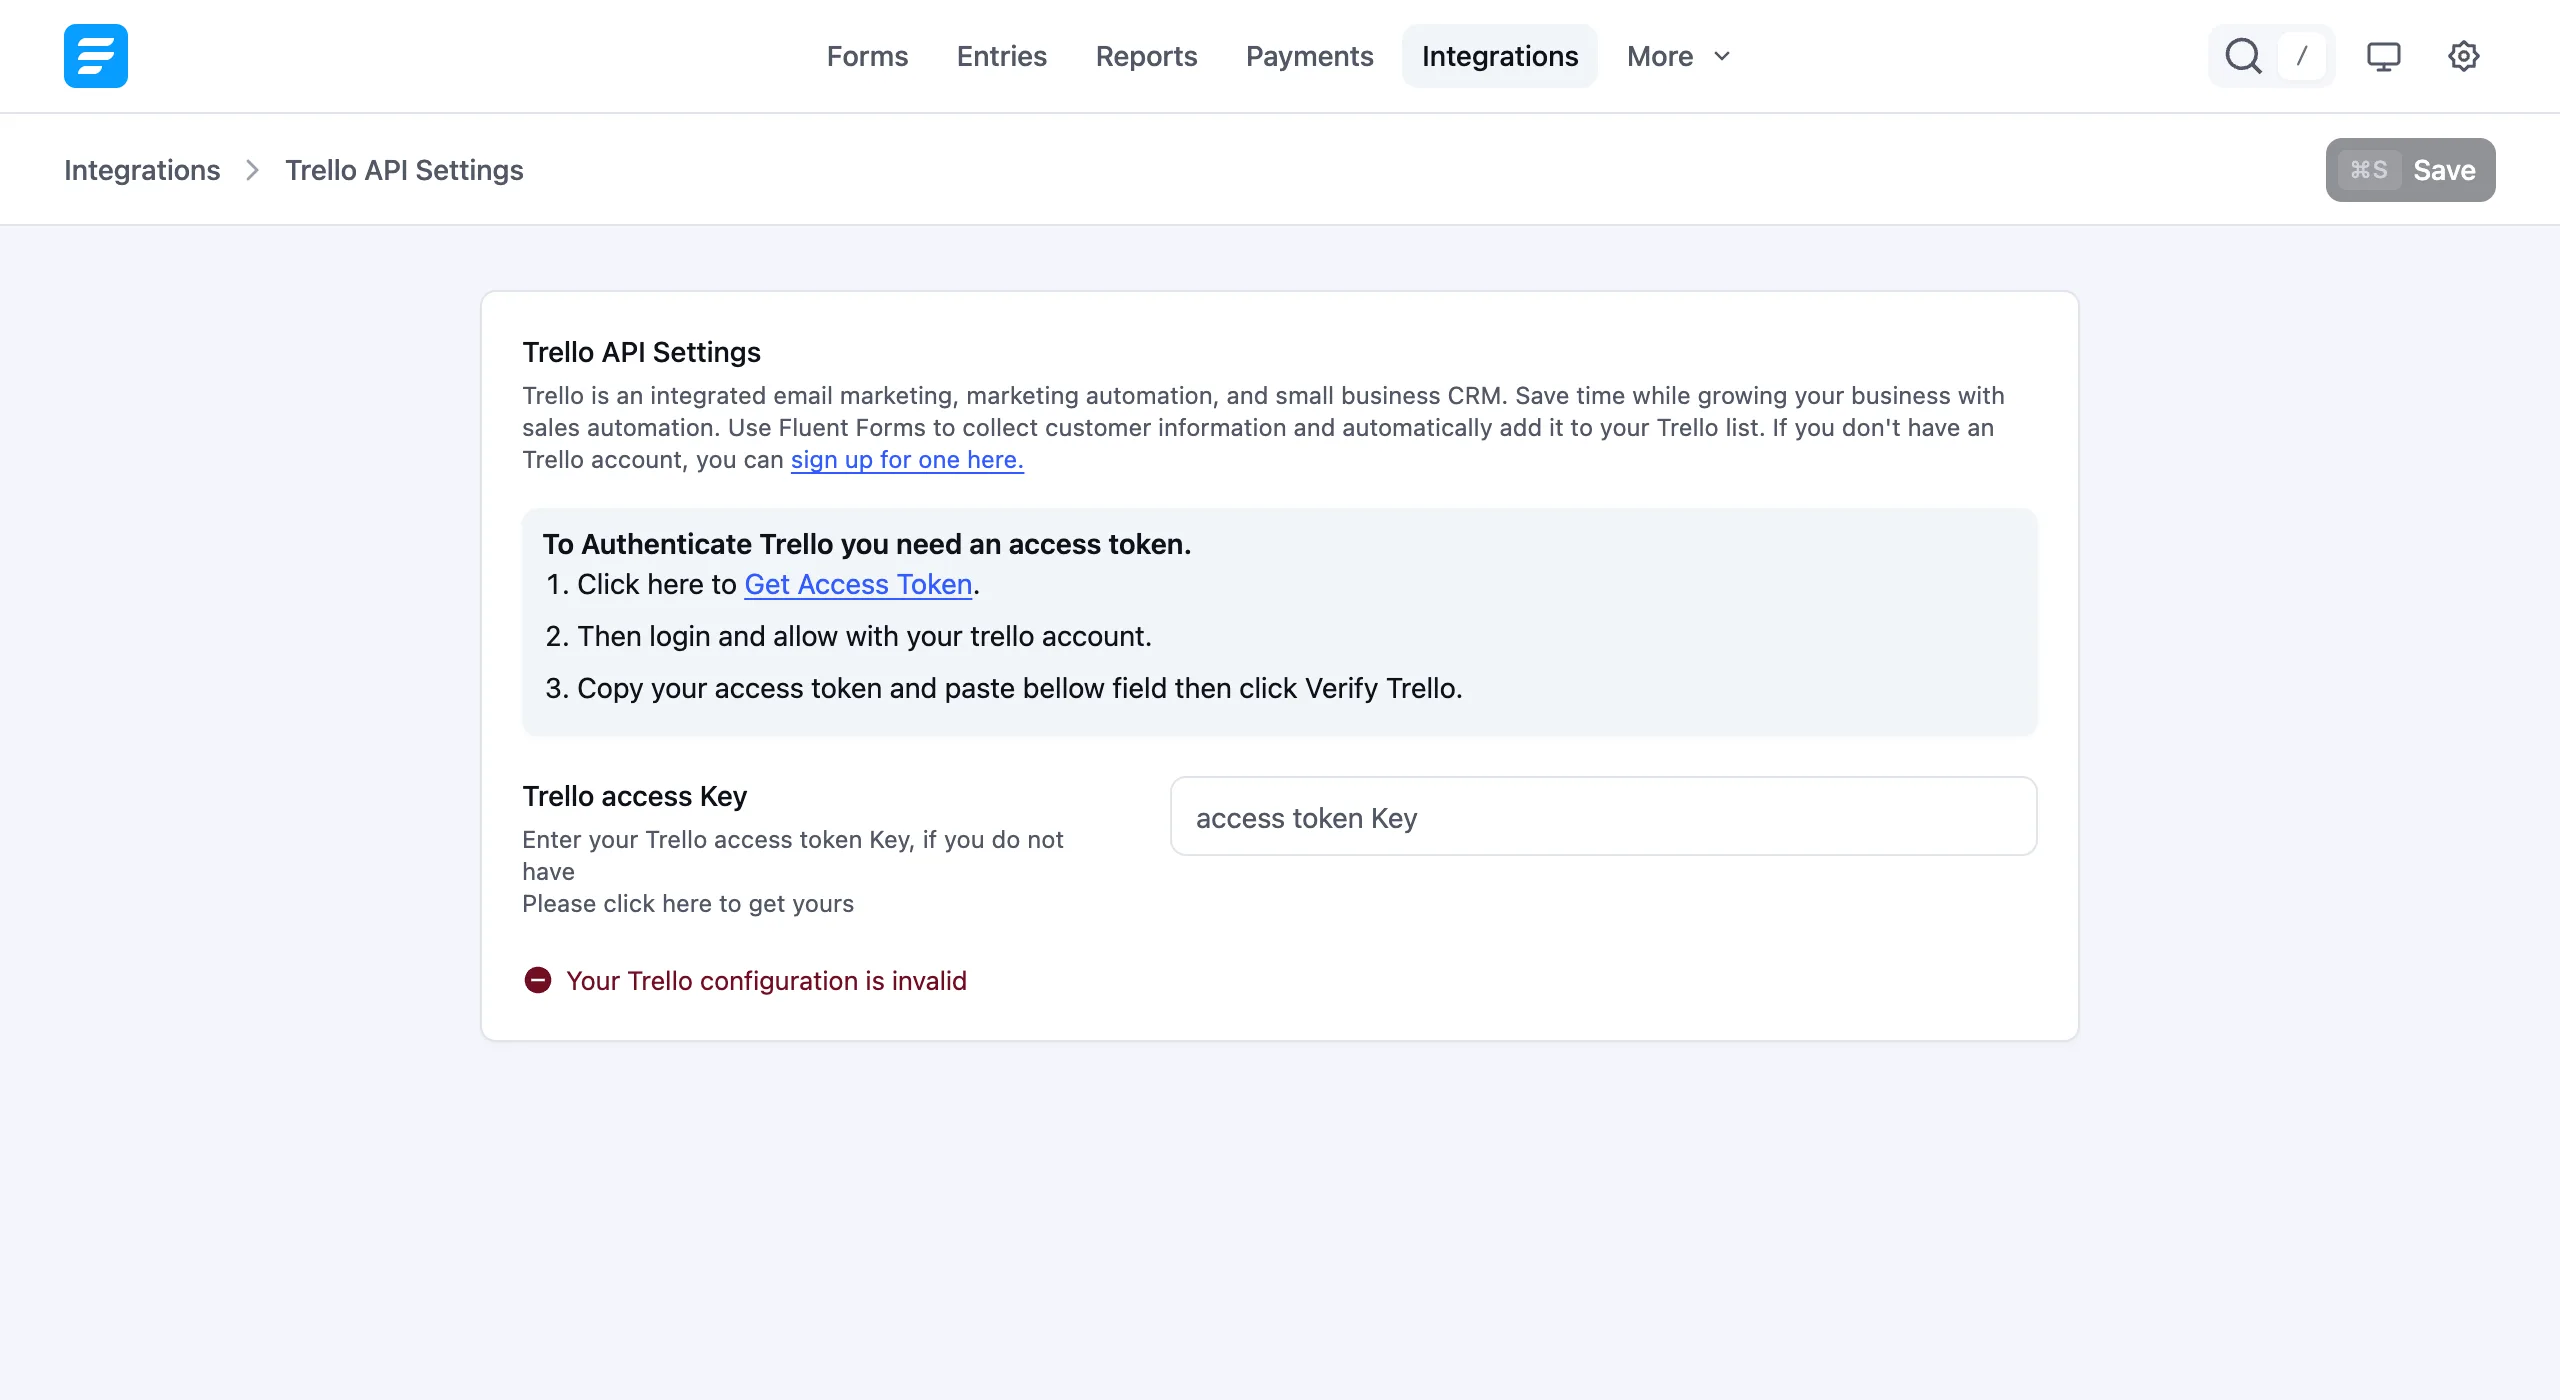 Forms Entries Reports Payments Integrations More /
Integrations > Trello API Settings ⌘S Save
Trello API Settings
Trello is an integrated email marketing, marketing automation, and small business CRM. Save time while growing your business with
sales automation. Use Fluent Forms to collect customer information and automatically add it to your Trello list. If you don't have an
Trello account, you can sign up for one here.
To Authenticate Trello you need an access token.
1. Click here to Get Access Token.
2. Then login and allow with your trello account.
3. Copy your access token and paste bellow field then click Verify Trello.
Trello access Key
access token Key
Enter your Trello access token Key, if you do not
have
Please click here to get yours
Your Trello configuration is invalid